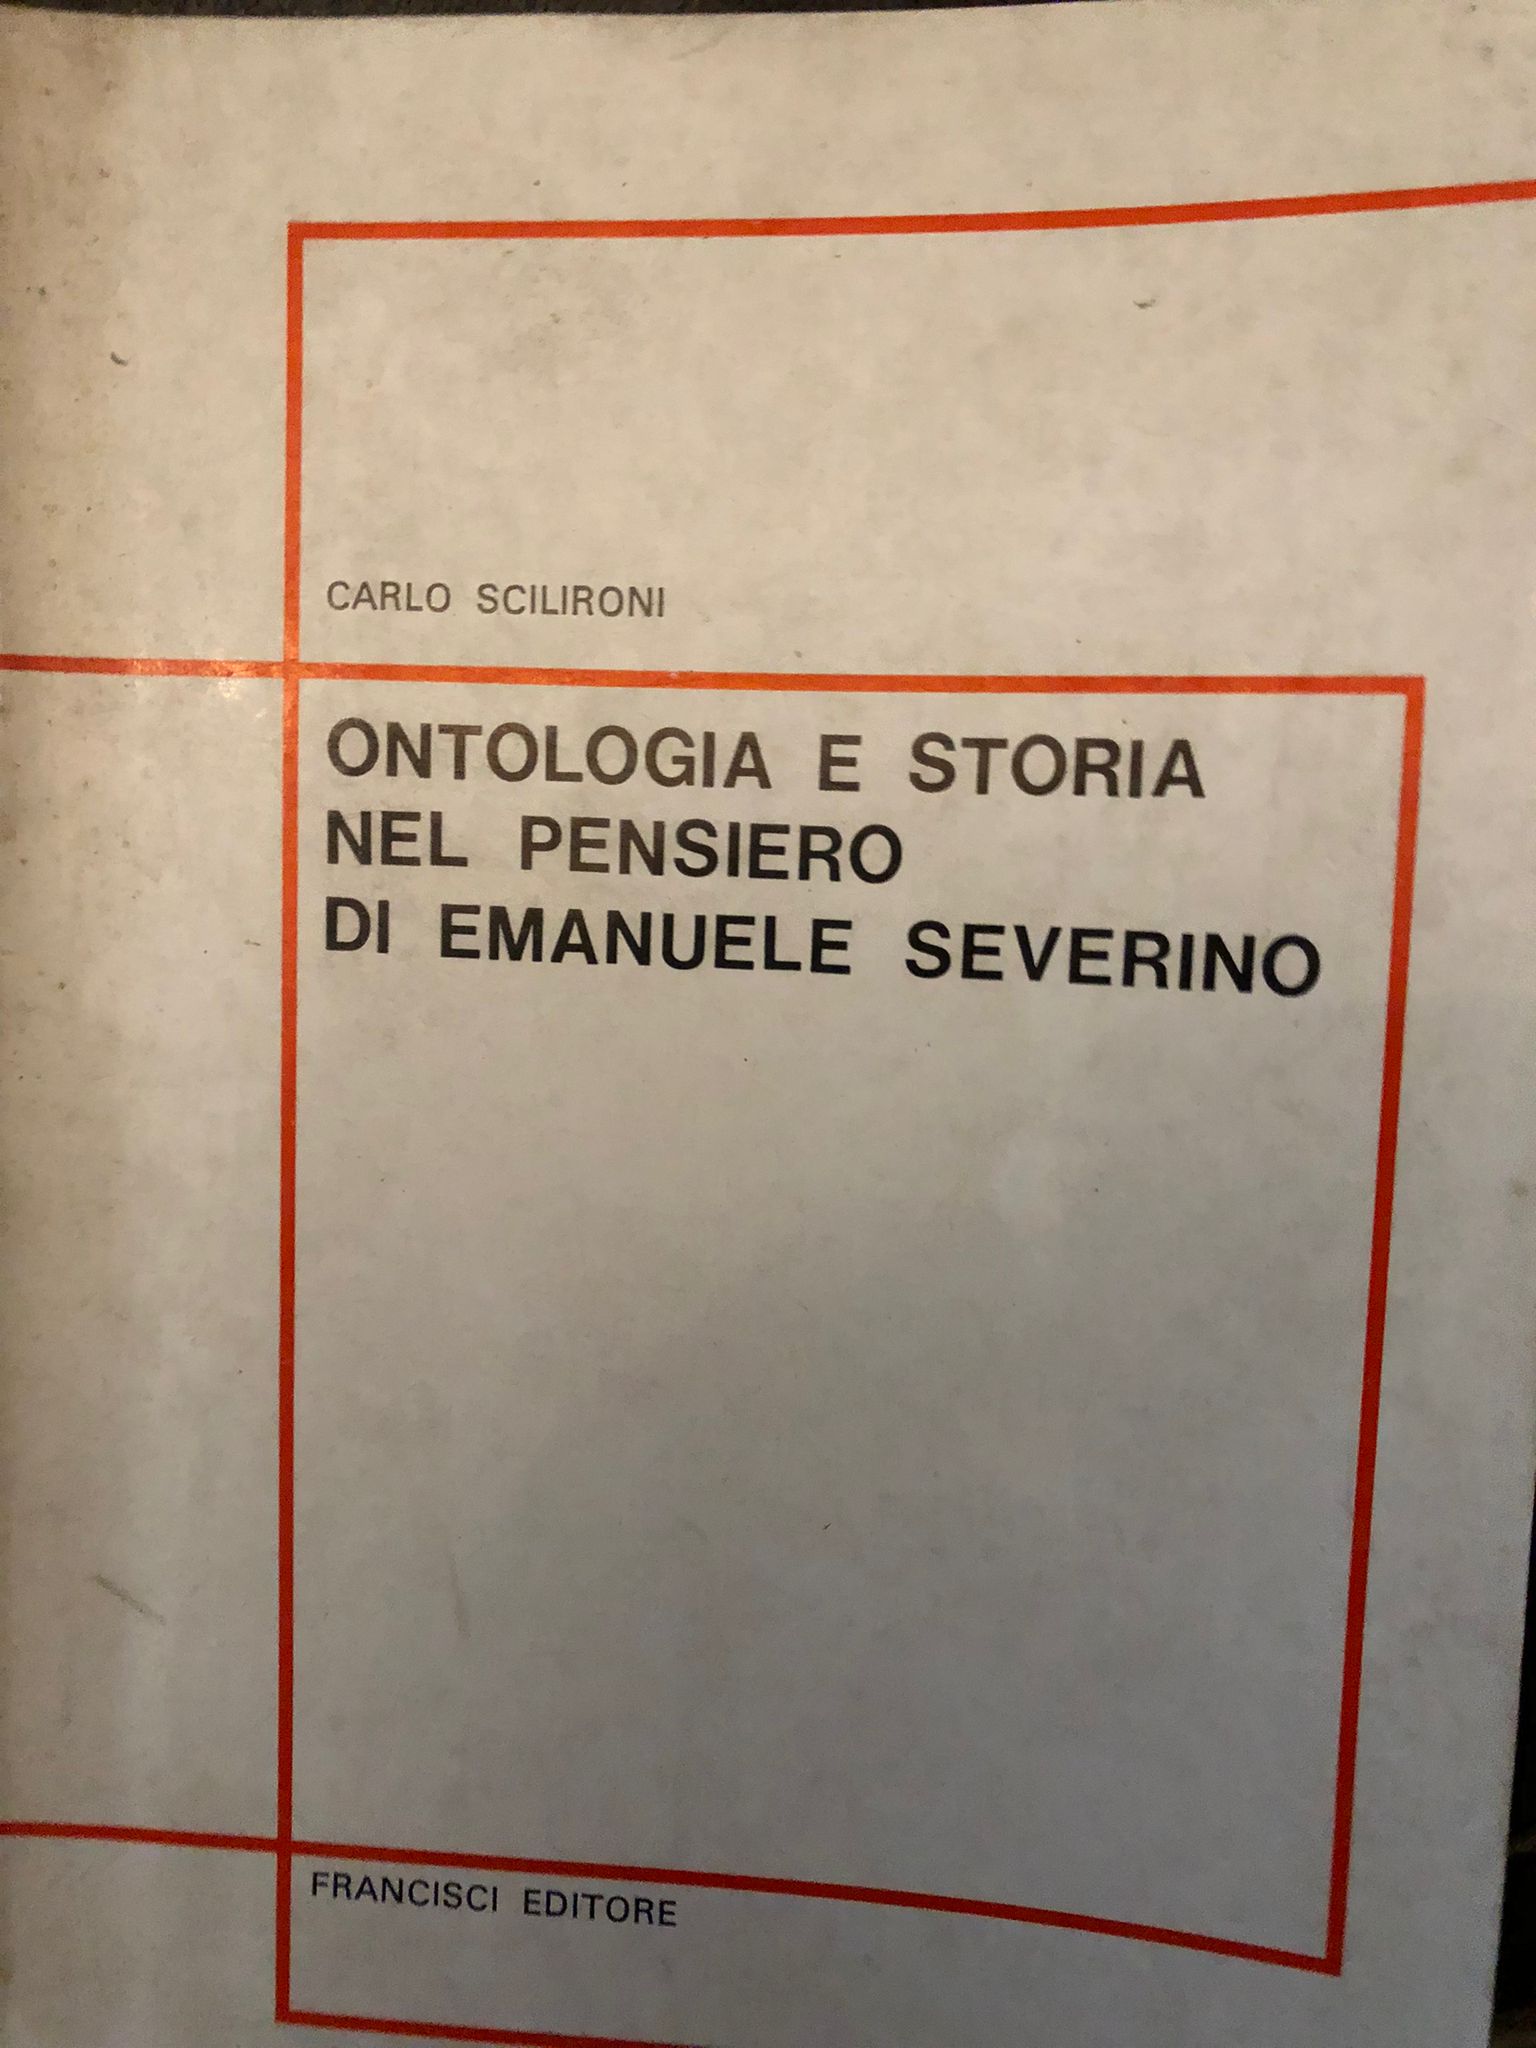 CARLO SCILIRONI
ONTOLOGIA E STORIA
NEL PENSIERO
DI EMANUELE SEVERINO
FRANCISCI EDITORE